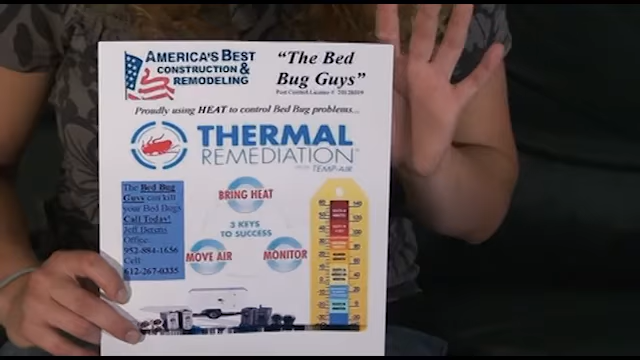 AMERICA'S BEST
CONSTRUCTION &
REMODELING
"The Bed
Bug Guys"
Proudly using HEAT to control Bed Bug problems...
THERMAL
REMEDIATION
TEMP-AIR
The Bed Bug
Guys can kill
your Bed Bugs
Call Today!
Office
952-884-1656
Cell
612-267-0335
BRING HEAT
3 KEYS
TO SUCCESS
MOVE AIR
MONITOR